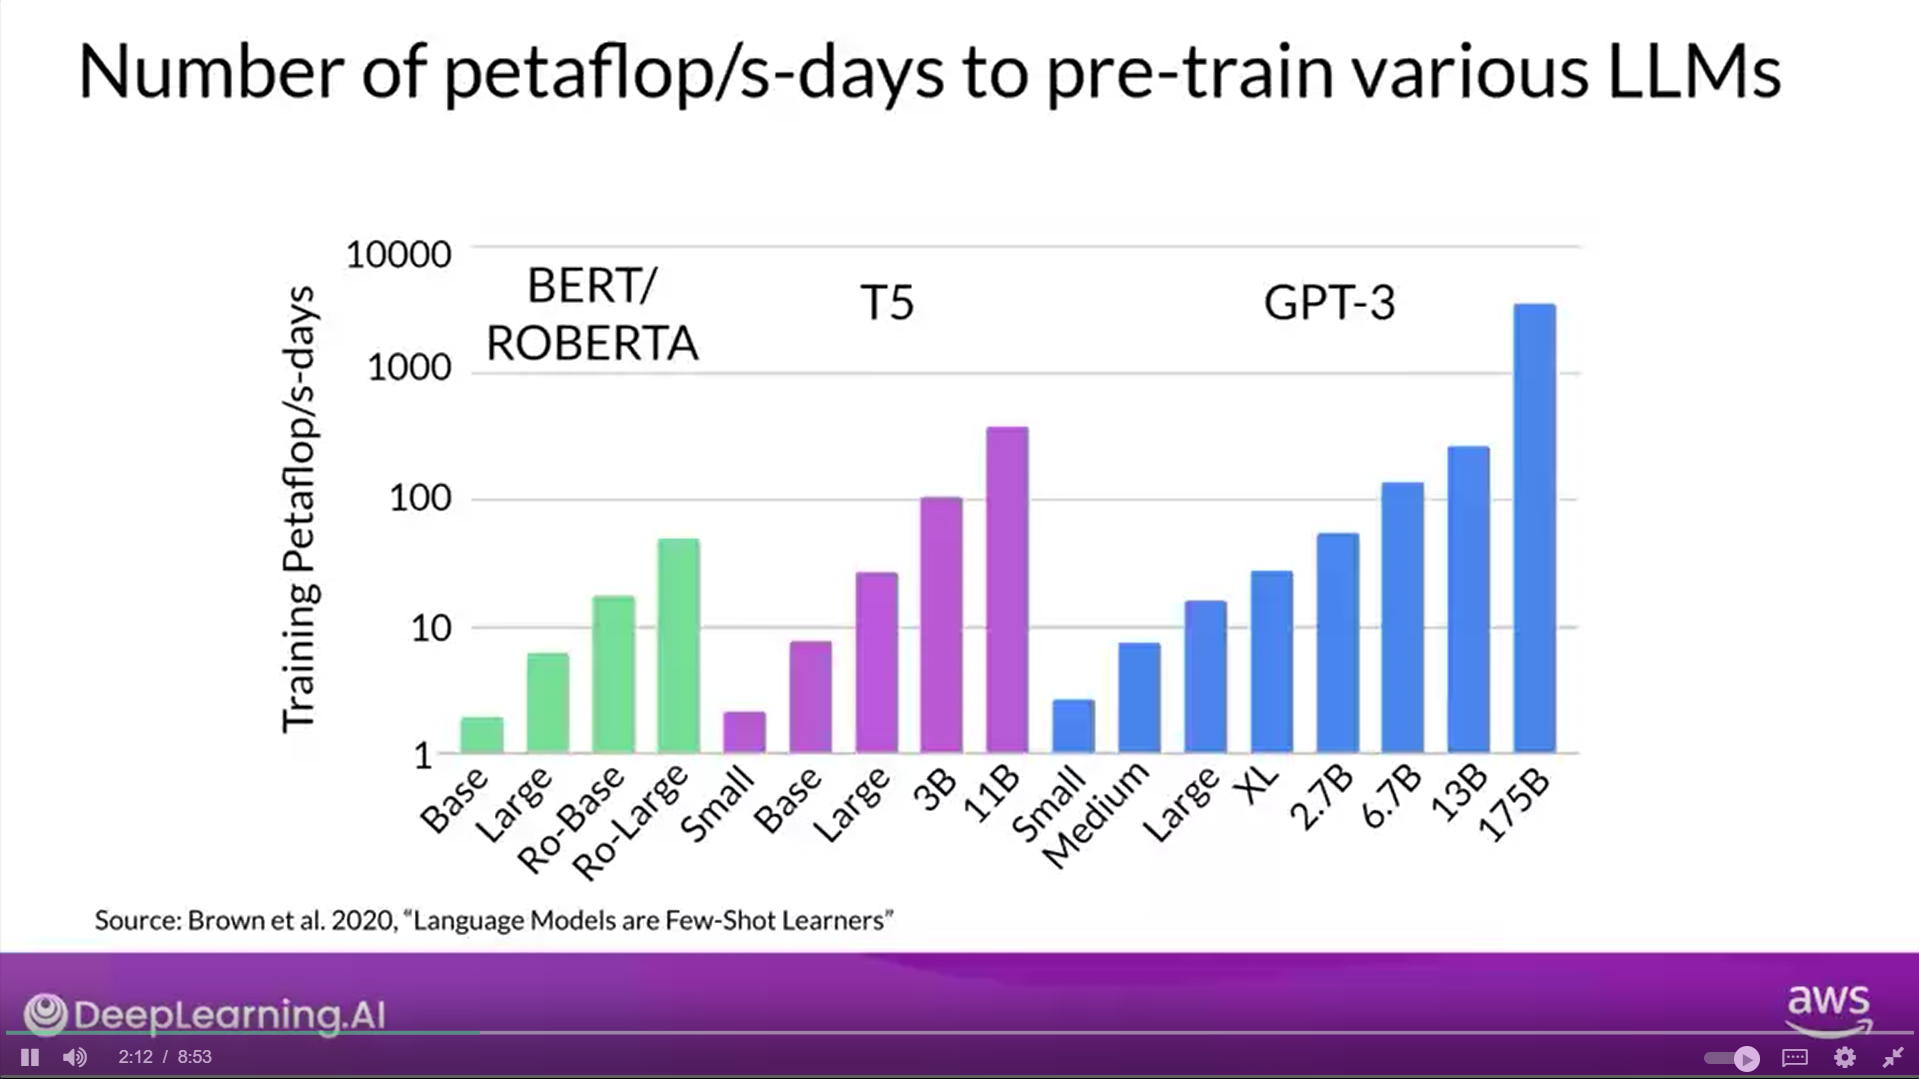 Number of petaflop/s-days to pre-train various LLMs
Training Petaflop/s-days
10000
1000
100
10
1
BERT/
ROBERTA
T5
GPT-3
Base
Large
Ro-Base
Ro-Large
Small
Base
Large
3B
11B
Small
Medium
Large
XL
2.7B
6.7B
13B
175B
Source: Brown et al. 2020, “Language Models are Few-Shot Learners”
DeepLearning.AI
aws
2:12 / 8:53